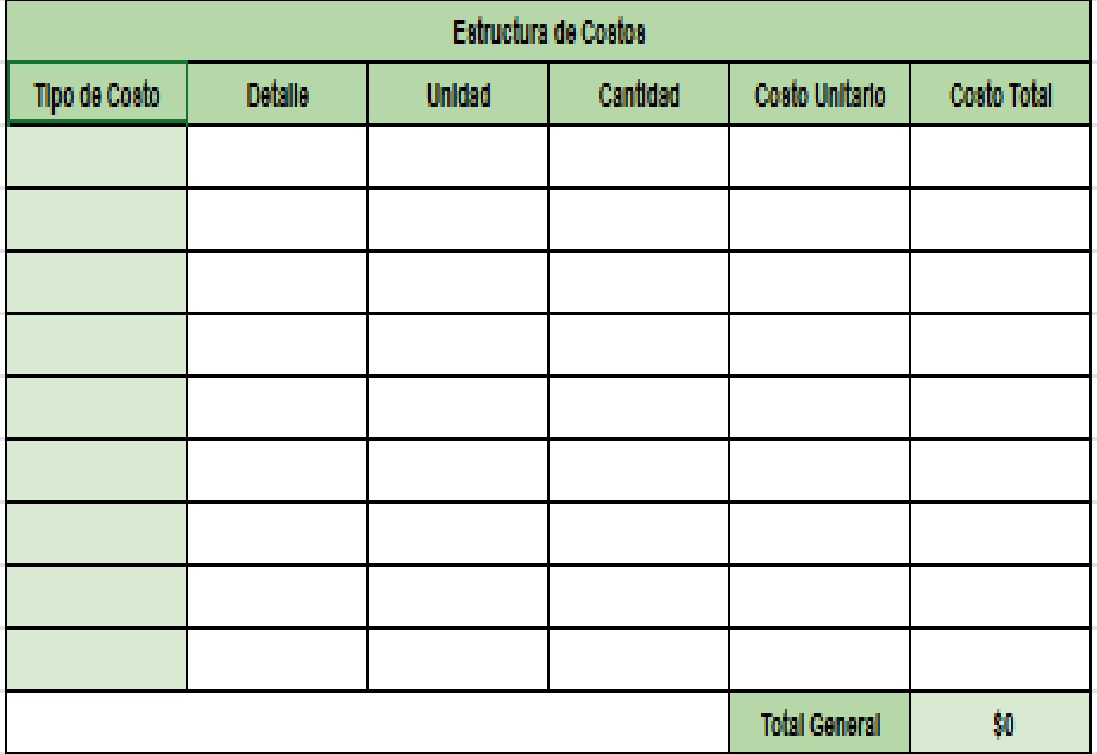 Estructura de Costos
Tipo de Costo Detalle Unidad Cantidad Costo Unitario Costo Total
Total General $0